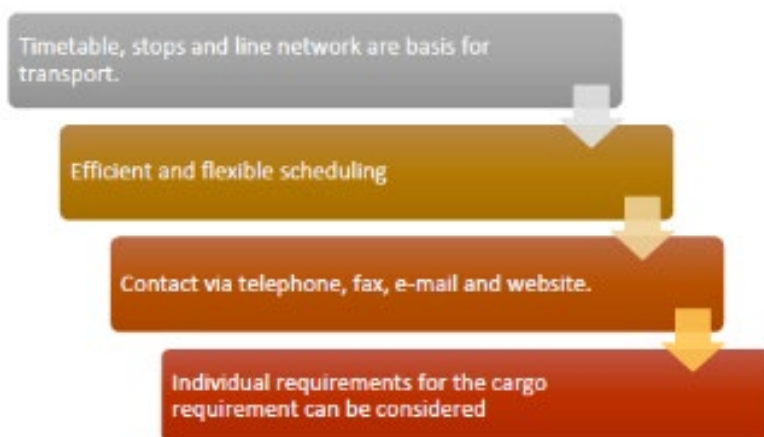 Timetable, stops and line network are basis for
transport.
Efficient and flexible scheduling
Contact via telephone, fax, e-mail and website.
Individual requirements for the cargo
requirement can be considered